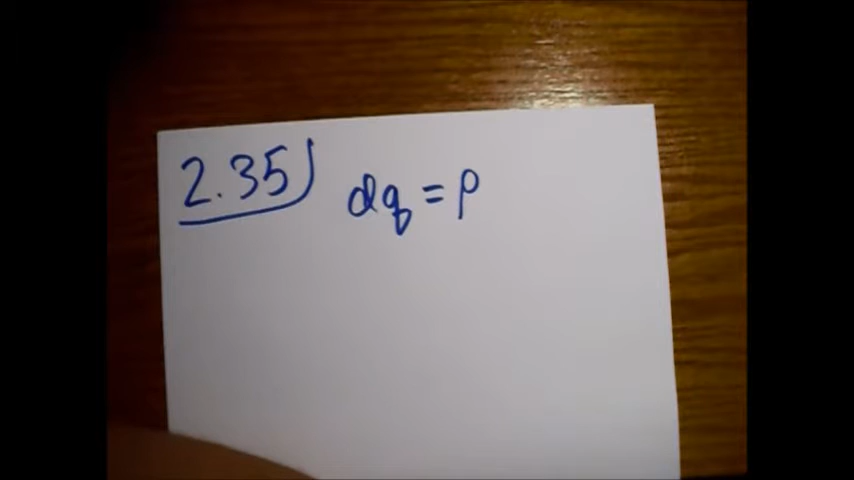 2.35) dq = ρ